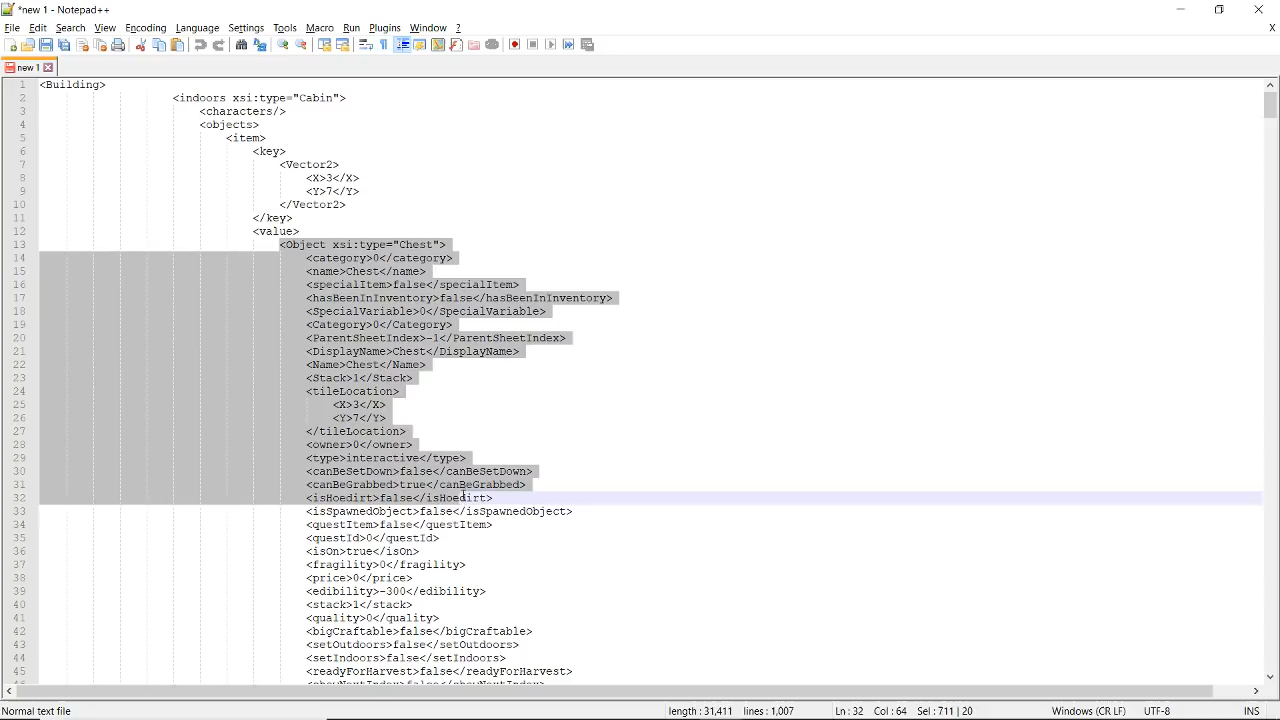 *new 1 - Notepad++
File Edit Search View Encoding Language Settings Tools Macro Run Plugins Window ? X
new 1
1 <Building>
2 <indoors xsi:type="Cabin">
3 <characters/>
4 <objects>
5 <item>
6 <key>
7 <Vector2>
8 <X>3</X>
9 <Y>7</Y>
10 </Vector2>
11 </key>
12 <value>
13 <Object xsi:type="Chest">
14 <category>0</category>
15 <name>Chest</name>
16 <specialItem>false</specialItem>
17 <hasBeenInInventory>false</hasBeenInInventory>
18 <SpecialVariable>0</SpecialVariable>
19 <Category>0</Category>
20 <ParentSheetIndex>-1</ParentSheetIndex>
21 <DisplayName>Chest</DisplayName>
22 <Name>Chest</Name>
23 <Stack>1</Stack>
24 <tileLocation>
25 <X>3</X>
26 <Y>7</Y>
27 </tileLocation>
28 <owner>0</owner>
29 <type>interactive</type>
30 <canBeSetDown>false</canBeSetDown>
31 <canBeGrabbed>true</canBeGrabbed>
32 <isHoedirt>false</isHoedirt>
33 <isSpawnedObject>false</isSpawnedObject>
34 <questItem>false</questItem>
35 <questId>0</questId>
36 <isOn>true</isOn>
37 <fragility>0</fragility>
38 <price>0</price>
39 <edibility>-300</edibility>
40 <stack>1</stack>
41 <quality>0</quality>
42 <bigCraftable>false</bigCraftable>
43 <setOutdoors>false</setOutdoors>
44 <setIndoors>false</setIndoors>
45 <readyForHarvest>false</readyForHarvest>
46 <showNextIndex>false</showNextIndex>
Normal text file length : 31,411 lines : 1,007 Ln : 32 Col : 64 Sel : 711 | 20 Windows (CR LF) UTF-8 INS